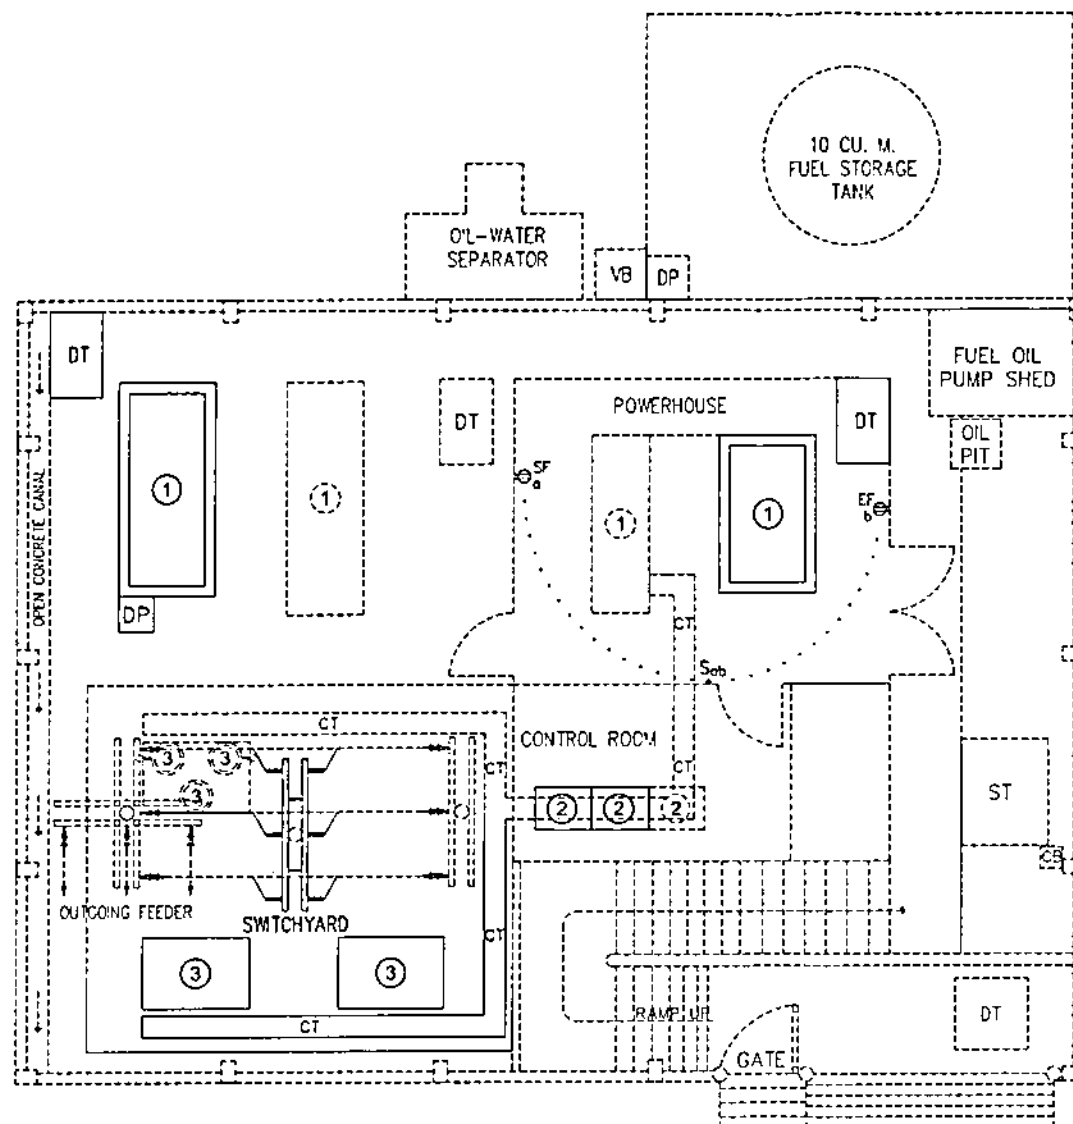 10 CU. M.
FUEL STORAGE
TANK
O'L-WATER
SEPARATOR
VB
DP
DT
FUEL OIL
PUMP SHED
POWERHOUSE
DT
DT
OIL
PIT
SF
a
EF
b
1
1
1
1
OPEN CONCRETE CANAL
DP
CT
Sab
CT
CONTROL ROOM
3
3
3
CT
CT
2
2
2
ST
CB
OUTGOING FEEDER
SWITCHYARD
CT
3
3
CT
RAMP UP
DT
GATE